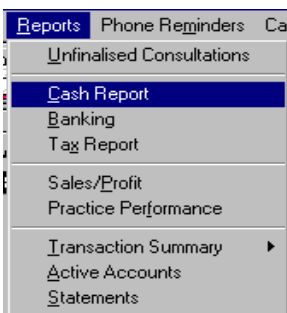 Reports Phone Reminders Ca
Unfinalised Consultations
Cash Report
Banking
Tax Report
Sales/Profit
Practice Performance
Transaction Summary
Active Accounts
Statements